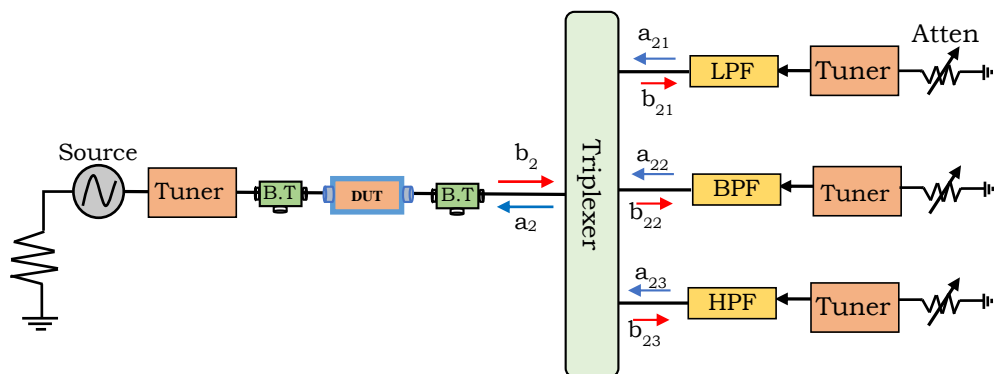 Source
Tuner
B.T
DUT
B.T
b2
a2
Triplexer
a21
b21
LPF
Tuner
Atten
a22
b22
BPF
Tuner
a23
b23
HPF
Tuner